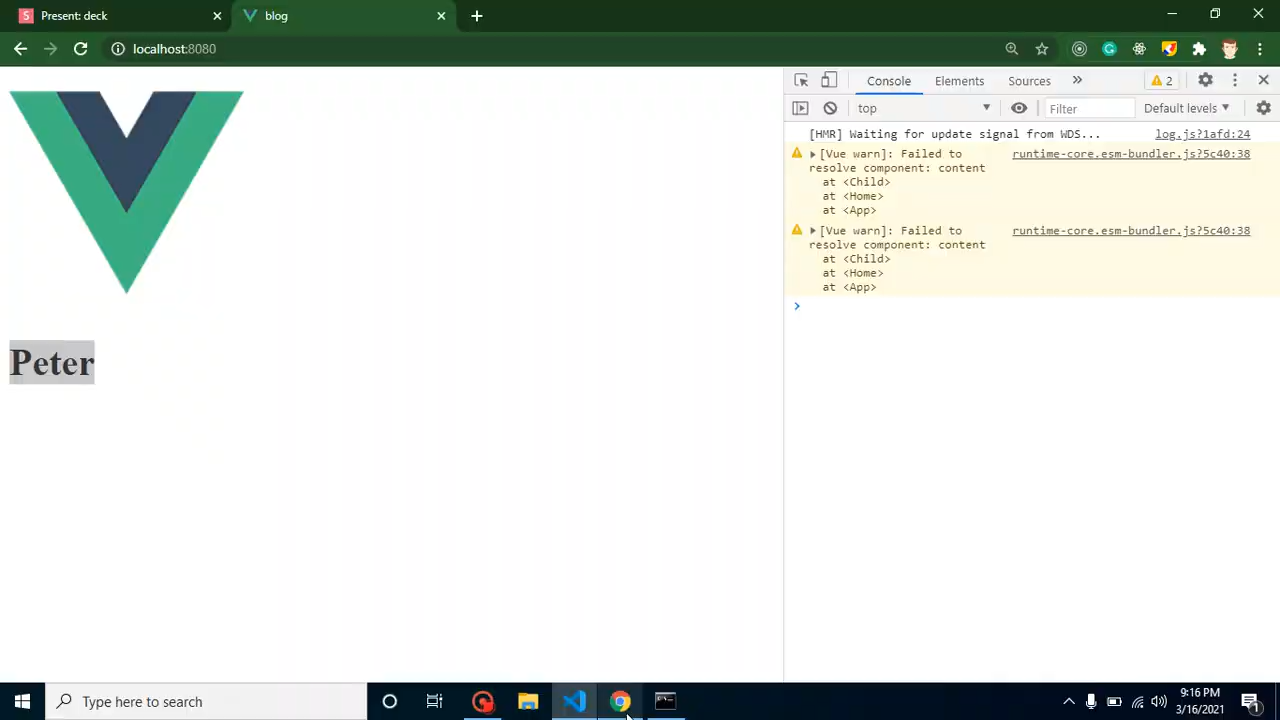 Present: deck
blog
localhost:8080
Console
Elements
Sources
2
top
Filter
Default levels
[HMR] Waiting for update signal from WDS...
log.js?1afd:24
[Vue warn]: Failed to
runtime-core.esm-bundler.js?5c40:38
resolve component: content
at <Child>
at <Home>
at <App>
[Vue warn]: Failed to
runtime-core.esm-bundler.js?5c40:38
resolve component: content
at <Child>
at <Home>
at <App>
Peter
Type here to search
9:16 PM
3/16/2021
1